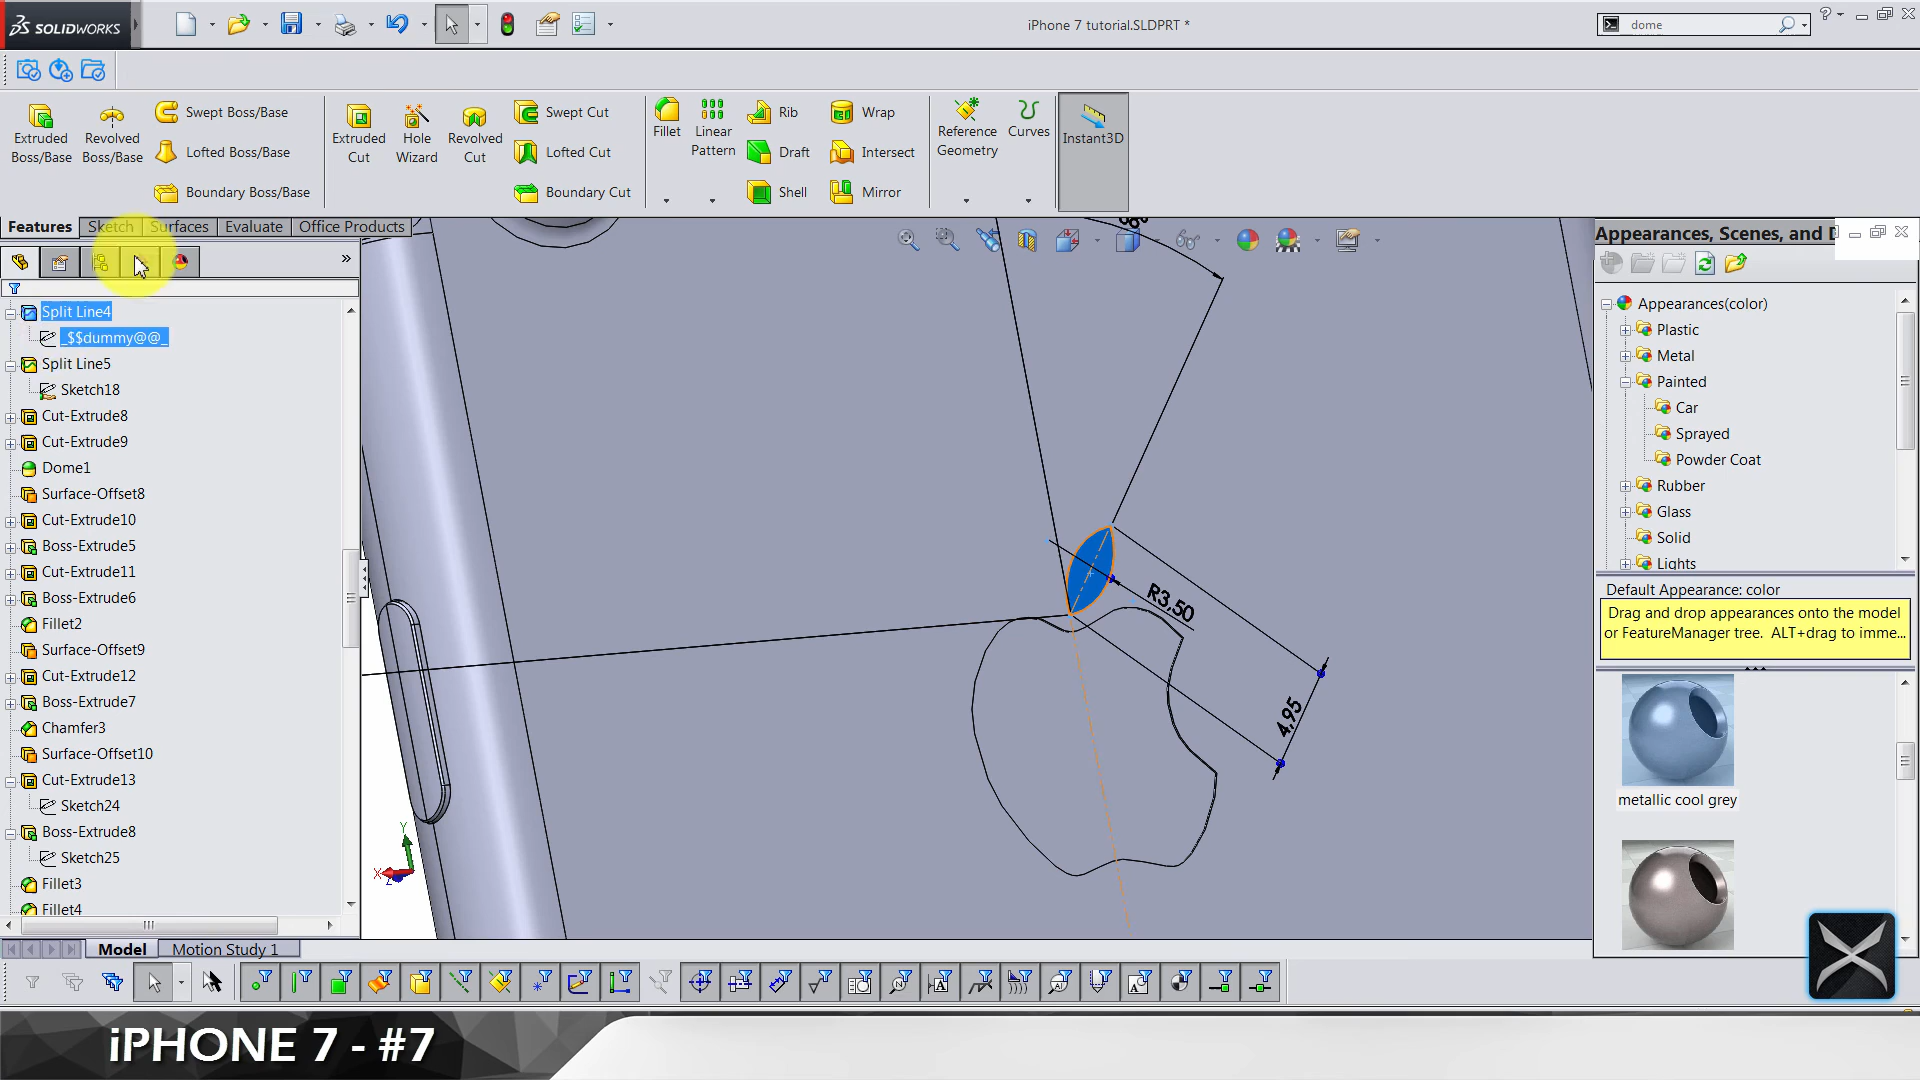 SOLIDWORKS
iPhone 7 tutorial.SLDPRT *
dome
Extruded Boss/Base
Revolved Boss/Base
Swept Boss/Base
Lofted Boss/Base
Boundary Boss/Base
Extruded Cut
Hole Wizard
Revolved Cut
Swept Cut
Lofted Cut
Boundary Cut
Fillet
Linear Pattern
Rib
Draft
Shell
Wrap
Intersect
Mirror
Reference Geometry
Curves
Instant3D
Features
Sketch
Surfaces
Evaluate
Office Products
Split Line4
_$$dummy@@_
Split Line5
Sketch18
Cut-Extrude8
Cut-Extrude9
Dome1
Surface-Offset8
Cut-Extrude10
Boss-Extrude5
Cut-Extrude11
Boss-Extrude6
Fillet2
Surface-Offset9
Cut-Extrude12
Boss-Extrude7
Chamfer3
Surface-Offset10
Cut-Extrude13
Sketch24
Boss-Extrude8
Sketch25
Fillet3
Fillet4
R3,50
4,95
Y
X
Z
Appearances, Scenes, and D
Appearances(color)
Plastic
Metal
Painted
Car
Sprayed
Powder Coat
Rubber
Glass
Solid
Lights
Default Appearance: color
Drag and drop appearances onto the model
or FeatureManager tree. ALT+drag to imme...
metallic cool grey
Model
Motion Study 1
iPHONE 7 - #7